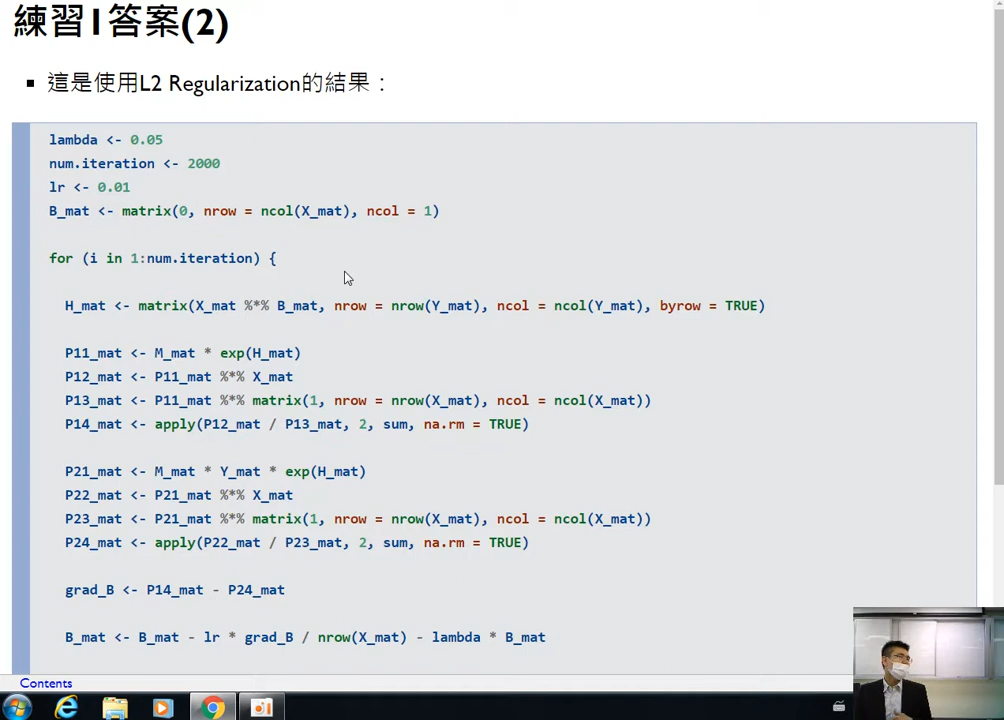 練習1答案(2)
▪ 這是使用L2 Regularization的結果：
lambda <- 0.05
num.iteration <- 2000
lr <- 0.01
B_mat <- matrix(0, nrow = ncol(X_mat), ncol = 1)
for (i in 1:num.iteration) {
H_mat <- matrix(X_mat %*% B_mat, nrow = nrow(Y_mat), ncol = ncol(Y_mat), byrow = TRUE)
P11_mat <- M_mat * exp(H_mat)
P12_mat <- P11_mat %*% X_mat
P13_mat <- P11_mat %*% matrix(1, nrow = nrow(X_mat), ncol = ncol(X_mat))
P14_mat <- apply(P12_mat / P13_mat, 2, sum, na.rm = TRUE)
P21_mat <- M_mat * Y_mat * exp(H_mat)
P22_mat <- P21_mat %*% X_mat
P23_mat <- P21_mat %*% matrix(1, nrow = nrow(X_mat), ncol = ncol(X_mat))
P24_mat <- apply(P22_mat / P23_mat, 2, sum, na.rm = TRUE)
grad_B <- P14_mat - P24_mat
B_mat <- B_mat - lr * grad_B / nrow(X_mat) - lambda * B_mat
Contents